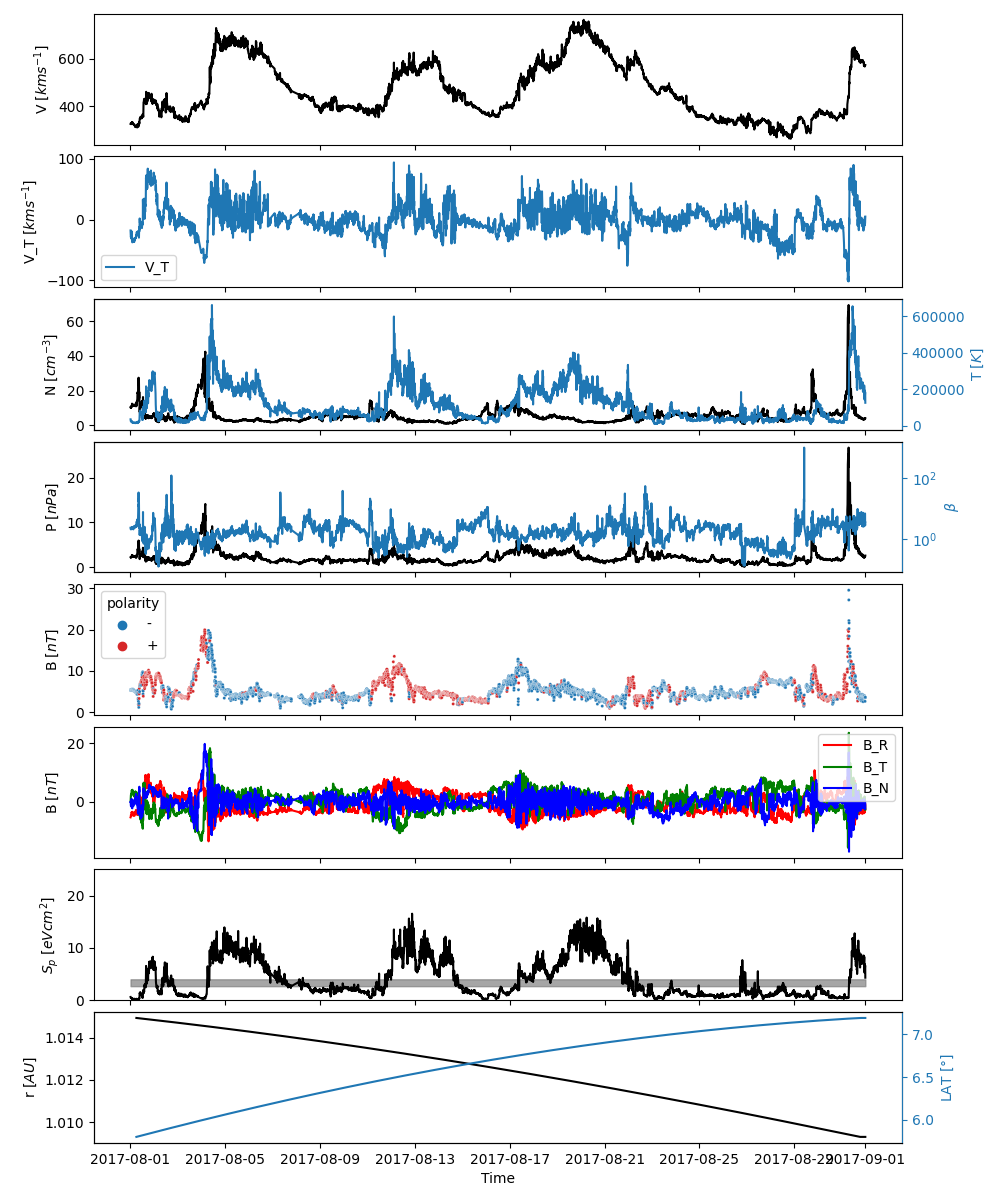 V [kms⁻¹]
600
400
V_T [kms⁻¹]
100
0
−100
V_T
N [cm⁻³]
60
40
20
0
600000
400000
200000
0
T [K]
P [nPa]
20
10
0
10²
10⁰
β
B [nT]
30
20
10
0
polarity
-
+
B [nT]
20
0
B_R
B_T
B_N
Sₚ [eVcm²]
20
10
0
r [AU]
1.014
1.012
1.010
7.0
6.5
6.0
LAT [°]
2017-08-01 2017-08-05 2017-08-09 2017-08-13 2017-08-17 2017-08-21 2017-08-25 2017-08-29 2017-09-01
Time